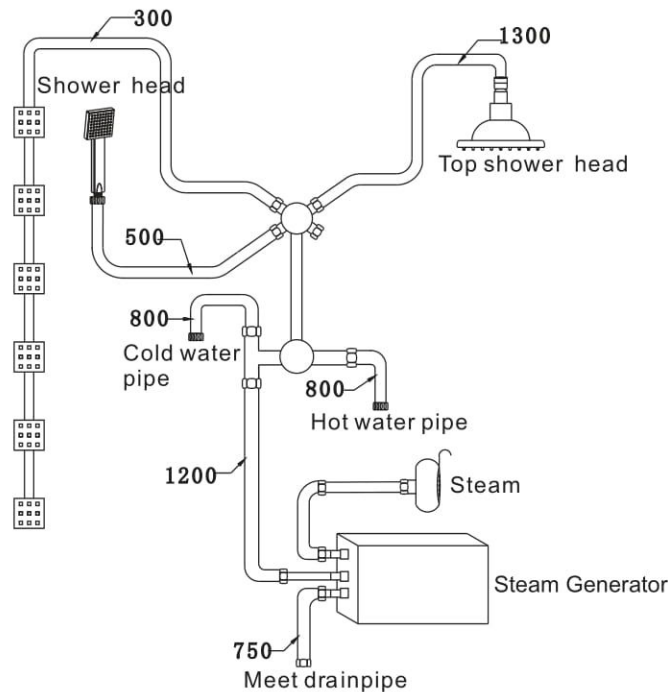 300
1300
Shower head
Top shower head
500
800
Cold water
pipe
800
Hot water pipe
1200
Steam
Steam Generator
750
Meet drainpipe